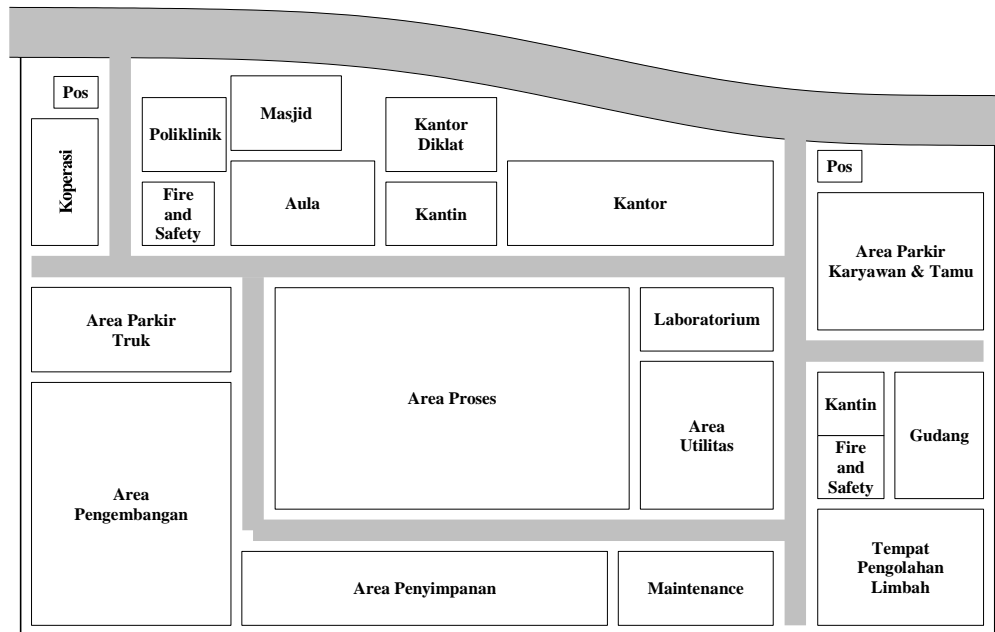 Pos
Koperasi
Poliklinik
Masjid
Kantor
Diklat
Fire
and
Safety
Aula
Kantin
Kantor
Pos
Area Parkir
Karyawan & Tamu
Area Parkir
Truk
Laboratorium
Area Proses
Area
Utilitas
Kantin
Fire
and
Safety
Gudang
Area
Pengembangan
Area Penyimpanan
Maintenance
Tempat
Pengolahan
Limbah